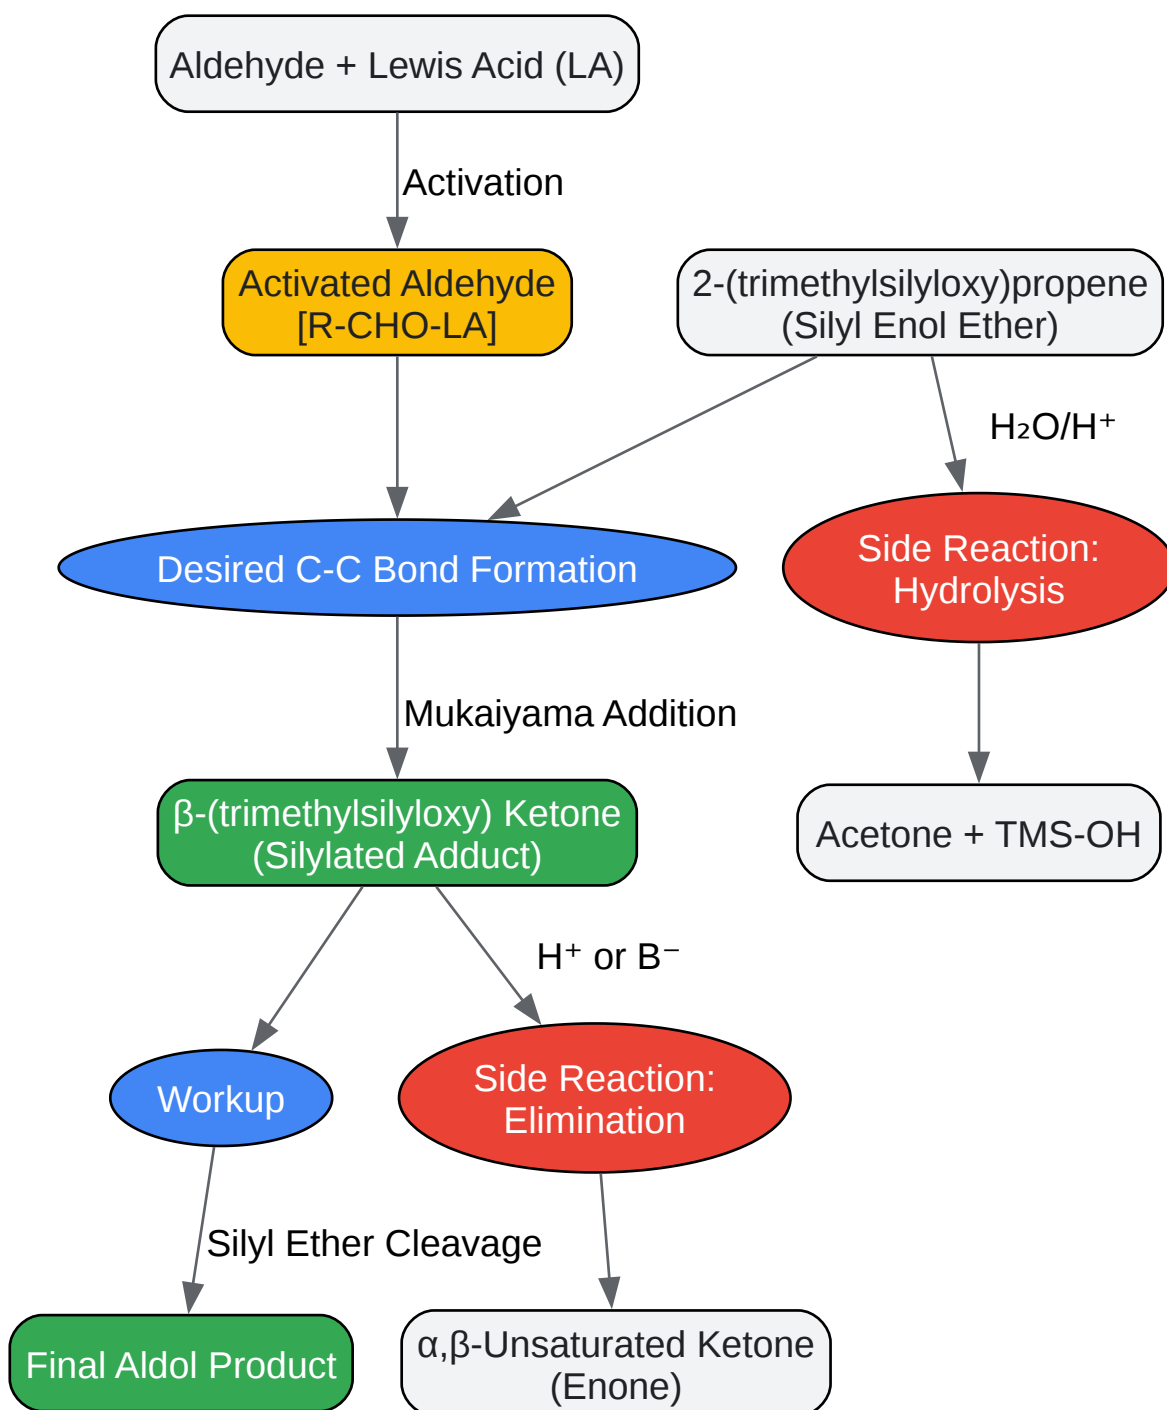 Aldehyde + Lewis Acid (LA)
Activation
Activated Aldehyde
[R-CHO-LA]
2-(trimethylsilyloxy)propene
(Silyl Enol Ether)
H₂O/H⁺
Desired C-C Bond Formation
Side Reaction:
Hydrolysis
Mukaiyama Addition
β-(trimethylsilyloxy) Ketone
(Silylated Adduct)
Acetone + TMS-OH
H⁺ or B⁻
Workup
Side Reaction:
Elimination
Silyl Ether Cleavage
Final Aldol Product
α,β-Unsaturated Ketone
(Enone)